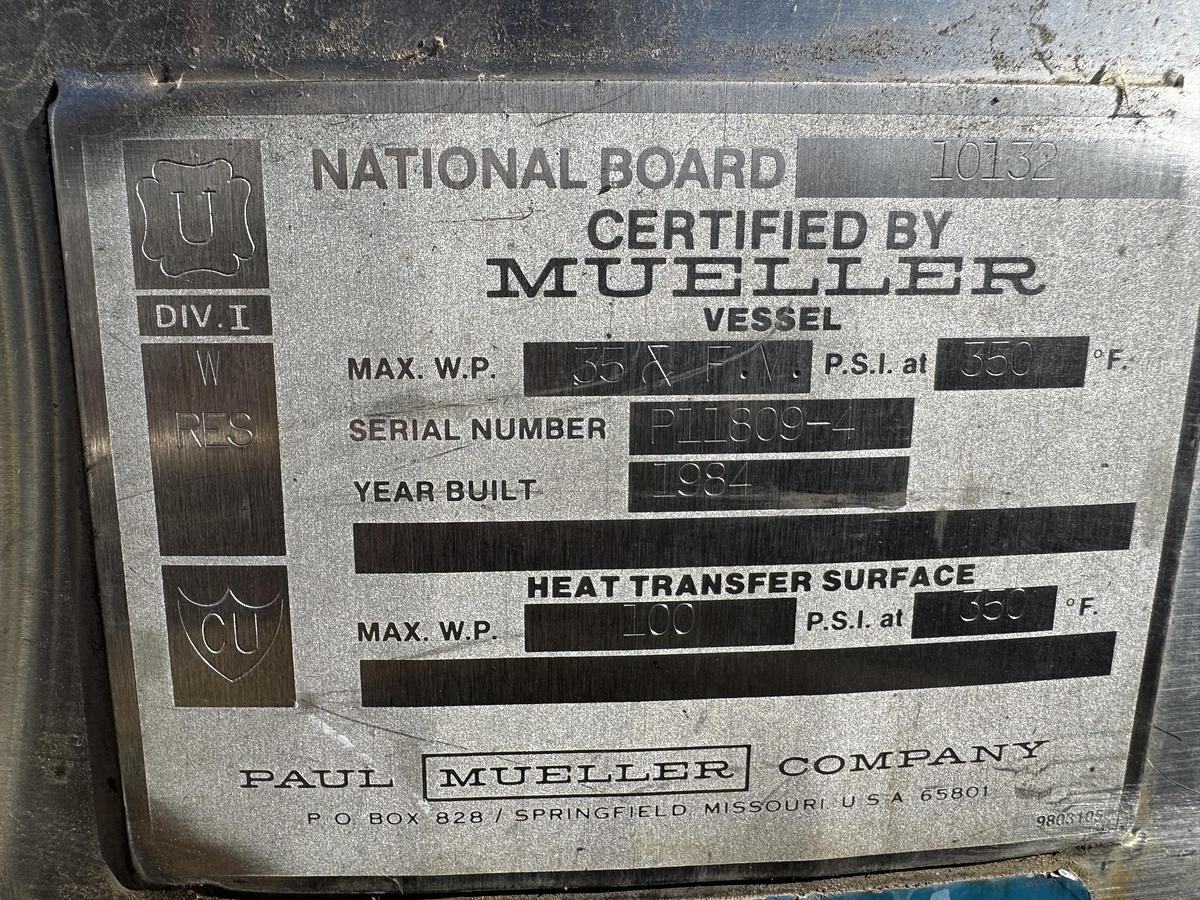 U
NATIONAL BOARD 10132
CERTIFIED BY
MUELLER
DIV. I
VESSEL
W
MAX. W.P. 35 & F.V. P.S.I. at 350 °F.
RES
SERIAL NUMBER P11809-4
YEAR BUILT 1984
HEAT TRANSFER SURFACE
CU
MAX. W.P. 100 P.S.I. at 350 °F.
PAUL MUELLER COMPANY
P.O. BOX 828 / SPRINGFIELD, MISSOURI, U.S.A. 65801
9803105